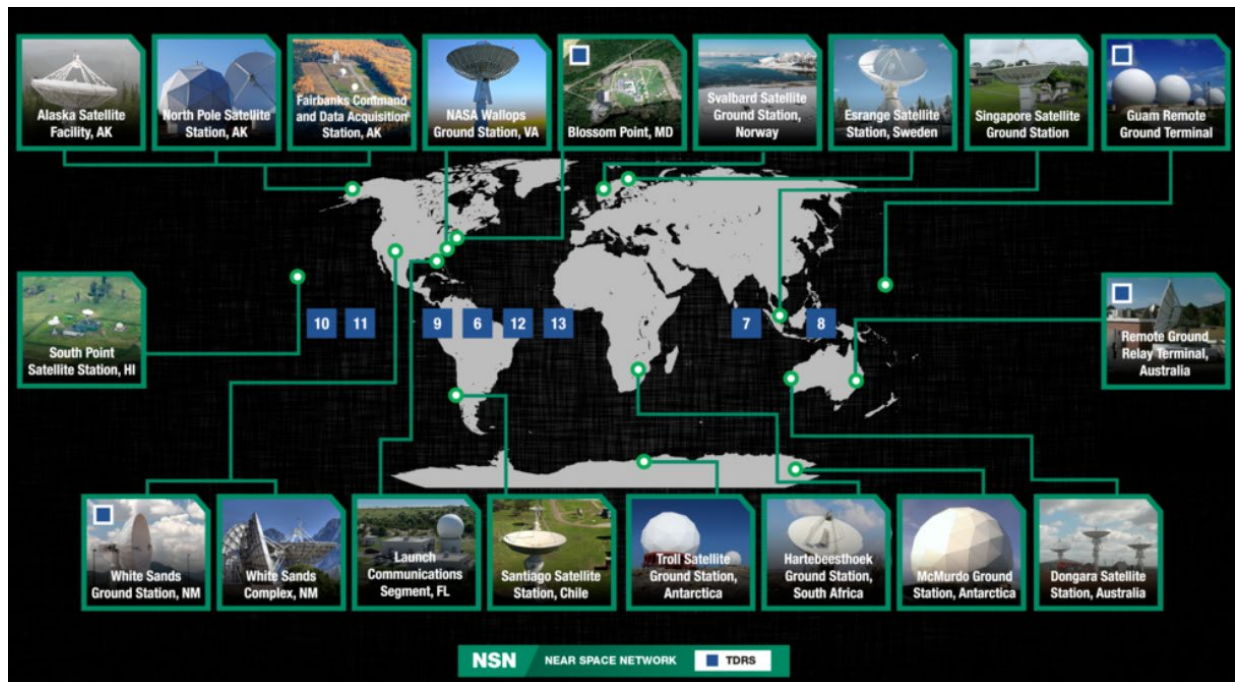 Alaska Satellite
Facility, AK
North Pole Satellite
Station, AK
Fairbanks Command
and Data Acquisition
Station, AK
NASA Wallops
Ground Station, VA
Blossom Point, MD
Svalbard Satellite
Ground Station,
Norway
Esrange Satellite
Station, Sweden
Singapore Satellite
Ground Station
Guam Remote
Ground Terminal
South Point
Satellite Station, HI
10
11
9
6
12
13
7
8
Remote Ground
Relay Terminal,
Australia
White Sands
Ground Station, NM
White Sands
Complex, NM
Launch
Communications
Segment, FL
Santiago Satellite
Station, Chile
Troll Satellite
Ground Station,
Antarctica
Hartebeesthoek
Ground Station,
South Africa
McMurdo Ground
Station, Antarctica
Dongara Satellite
Station, Australia
NSN NEAR SPACE NETWORK TDRS